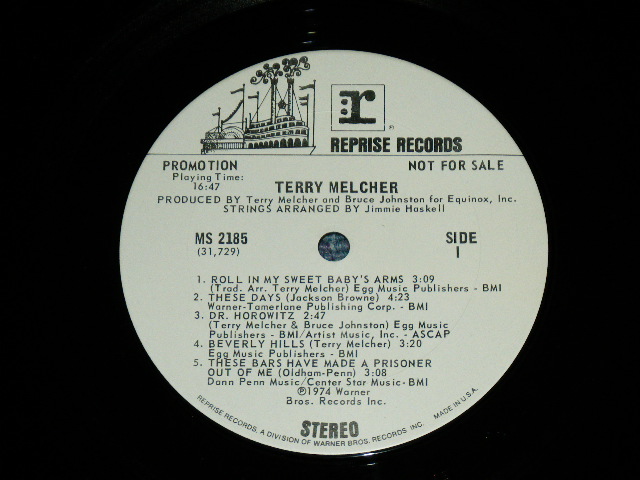 r
®
REPRISE RECORDS
PROMOTION
NOT FOR SALE
Playing Time:
16:47
TERRY MELCHER
PRODUCED BY Terry Melcher and Bruce Johnston for Equinox, Inc.
STRINGS ARRANGED BY Jimmie Haskell
MS 2185
(31,729)
SIDE
1
1. ROLL IN MY SWEET BABY'S ARMS 3:09
(Trad. Arr. Terry Melcher) Egg Music Publishers - BMI
2. THESE DAYS (Jackson Browne) 4:23
Warner-Tamerlane Publishing Corp. - BMI
3. DR. HOROWITZ 2:47
(Terry Melcher & Bruce Johnston) Egg Music
Publishers - BMI/Artist Music, Inc. - ASCAP
4. BEVERLY HILLS (Terry Melcher) 3:20
Egg Music Publishers - BMI
5. THESE BARS HAVE MADE A PRISONER
OUT OF ME (Oldham-Penn) 3:08
Dann Penn Music/Center Star Music-BMI
℗1974 Warner
Bros. Records Inc.
STEREO
REPRISE RECORDS, A DIVISION OF WARNER BROS. RECORDS INC. MADE IN U.S.A.